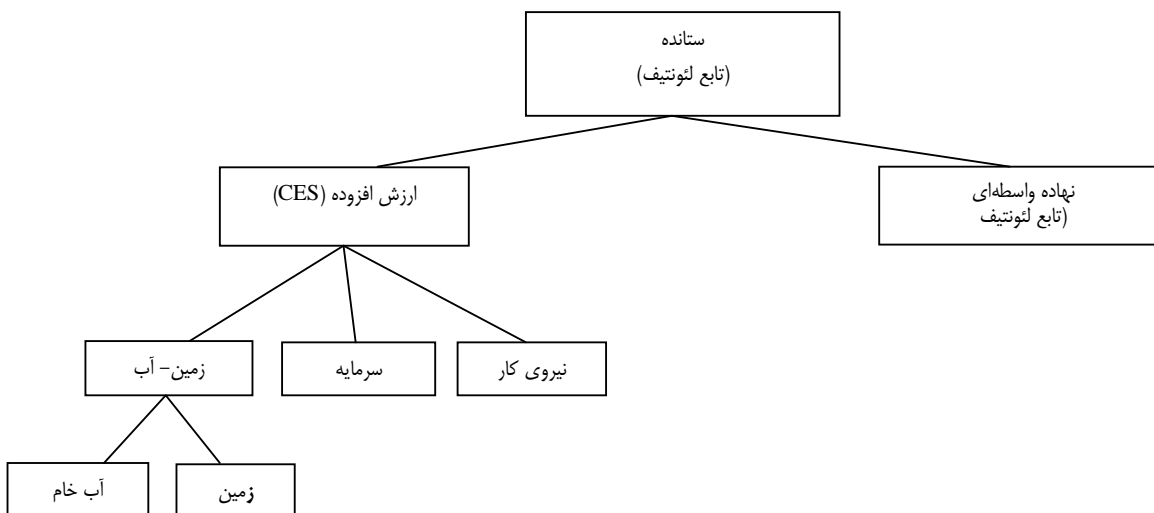 ستانده
(تابع لئونتیف)
ارزش افزوده (CES)
نهاده واسطه‌ای
(تابع لئونتیف
نیروی کار
سرمایه
زمین- آب
زمین
آب خام